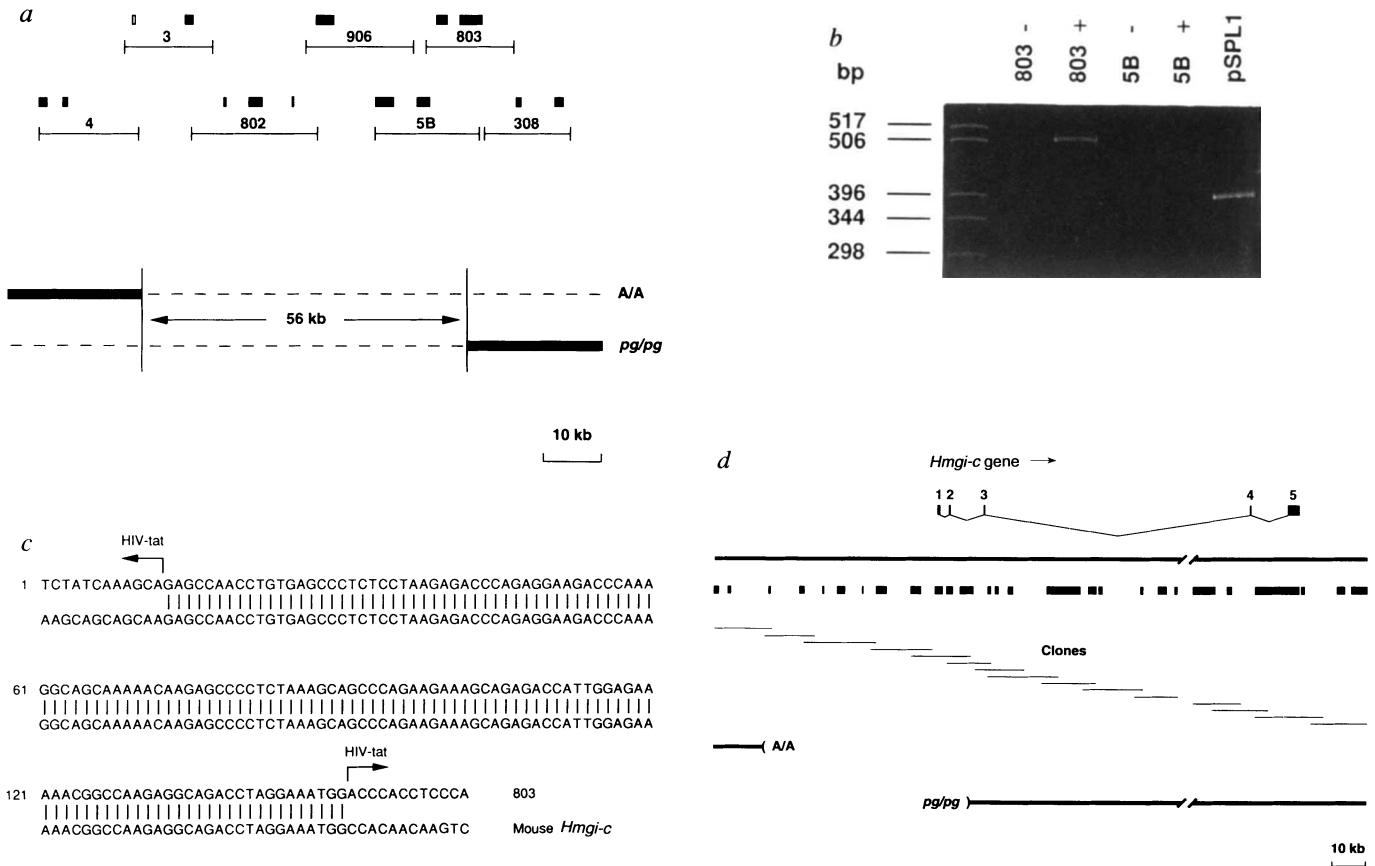 a
3
906
803
4
802
5B
308
A/A
56 kb
pg/pg
10 kb
b
bp
803 -
803 +
5B -
5B +
pSPL1
517
506
396
344
298
c
HIV-tat
1 TCTATCAAAGCAGAGCCAACCTGTGAGCCCTCTCCTAAGAGACCCAGAGGAAGACCCAAA
AAGCAGCAGCAAGAGCCAACCTGTGAGCCCTCTCCTAAGAGACCCAGAGGAAGACCCAAA
61 GGCAGCAAAAACAAGAGCCCCTCTAAAGCAGCCCAGAAGAAAGCAGAGACCATTGGAGAA
GGCAGCAAAAACAAGAGCCCCTCTAAAGCAGCCCAGAAGAAAGCAGAGACCATTGGAGAA
HIV-tat
121 AAACGGCCAAGAGGCAGACCTAGGAAATGGACCCACCTCCCA 803
AAACGGCCAAGAGGCAGACCTAGGAAATGGCCACAACAAGTC Mouse Hmgi-c
d
Hmgi-c gene
1 2 3 4 5
Clones
A/A
pg/pg
10 kb